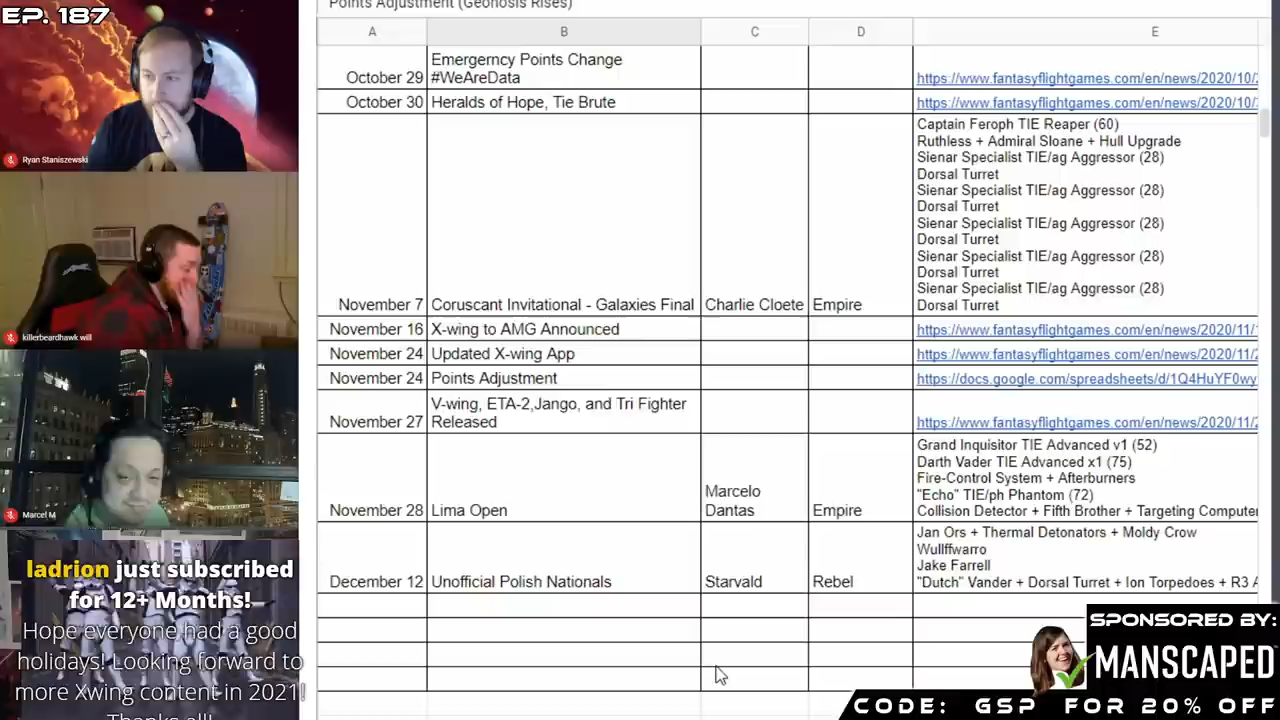 EP. 187
Points Adjustment (Geonosis Rises)
A B C D E
October 29 Emergerncy Points Change #WeAreData https://www.fantasyflightgames.com/en/news/2020/10/
October 30 Heralds of Hope, Tie Brute https://www.fantasyflightgames.com/en/news/2020/10/
Captain Feroph TIE Reaper (60)
Ruthless + Admiral Sloane + Hull Upgrade
Sienar Specialist TIE/ag Aggressor (28)
Dorsal Turret
Sienar Specialist TIE/ag Aggressor (28)
Dorsal Turret
Sienar Specialist TIE/ag Aggressor (28)
Dorsal Turret
Sienar Specialist TIE/ag Aggressor (28)
Dorsal Turret
Sienar Specialist TIE/ag Aggressor (28)
November 7 Coruscant Invitational - Galaxies Final Charlie Cloete Empire Dorsal Turret
November 16 X-wing to AMG Announced https://www.fantasyflightgames.com/en/news/2020/11/
November 24 Updated X-wing App https://www.fantasyflightgames.com/en/news/2020/11/2
November 24 Points Adjustment https://docs.google.com/spreadsheets/d/1Q4HuYF0wy
V-wing, ETA-2,Jango, and Tri Fighter
November 27 Released https://www.fantasyflightgames.com/en/news/2020/11/2
Grand Inquisitor TIE Advanced v1 (52)
Darth Vader TIE Advanced x1 (75)
Fire-Control System + Afterburners
Marcelo "Echo" TIE/ph Phantom (72)
November 28 Lima Open Dantas Empire Collision Detector + Fifth Brother + Targeting Computer
Jan Ors + Thermal Detonators + Moldy Crow
Wullffwarro
Jake Farrell
December 12 Unofficial Polish Nationals Starvald Rebel "Dutch" Vander + Dorsal Turret + Ion Torpedoes + R3 A
Ryan Staniszewski
killerbeardhawk will
Marcel M
ladrion just subscribed
for 12+ Months!
Hope everyone had a good
holidays! Looking forward to
more Xwing content in 2021!
Thanks all!
SPONSORED BY:
MANSCAPED
CODE: GSP FOR 20% OFF